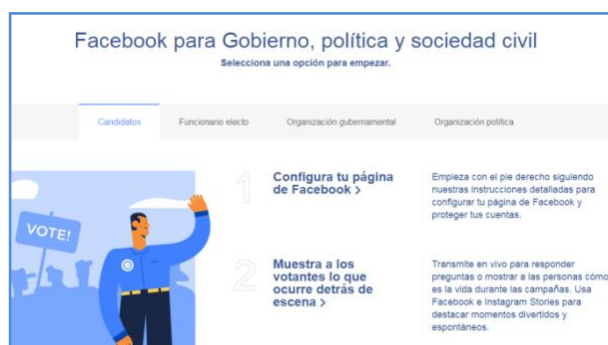 Facebook para Gobierno, política y sociedad civil
Selecciona una opción para empezar.
Candidatos
Funcionario electo
Organización gubernamental
Organización política
1
Configura tu página
de Facebook >
Empieza con el pie derecho siguiendo
nuestras instrucciones detalladas para
configurar tu página de Facebook y
proteger tus cuentas.
VOTE!
2
Muestra a los
votantes lo que
ocurre detrás de
escena >
Transmite en vivo para responder
preguntas o mostrar a las personas cómo
es la vida durante las campañas. Usa
Facebook e Instagram Stories para
destacar momentos divertidos y
espontáneos.